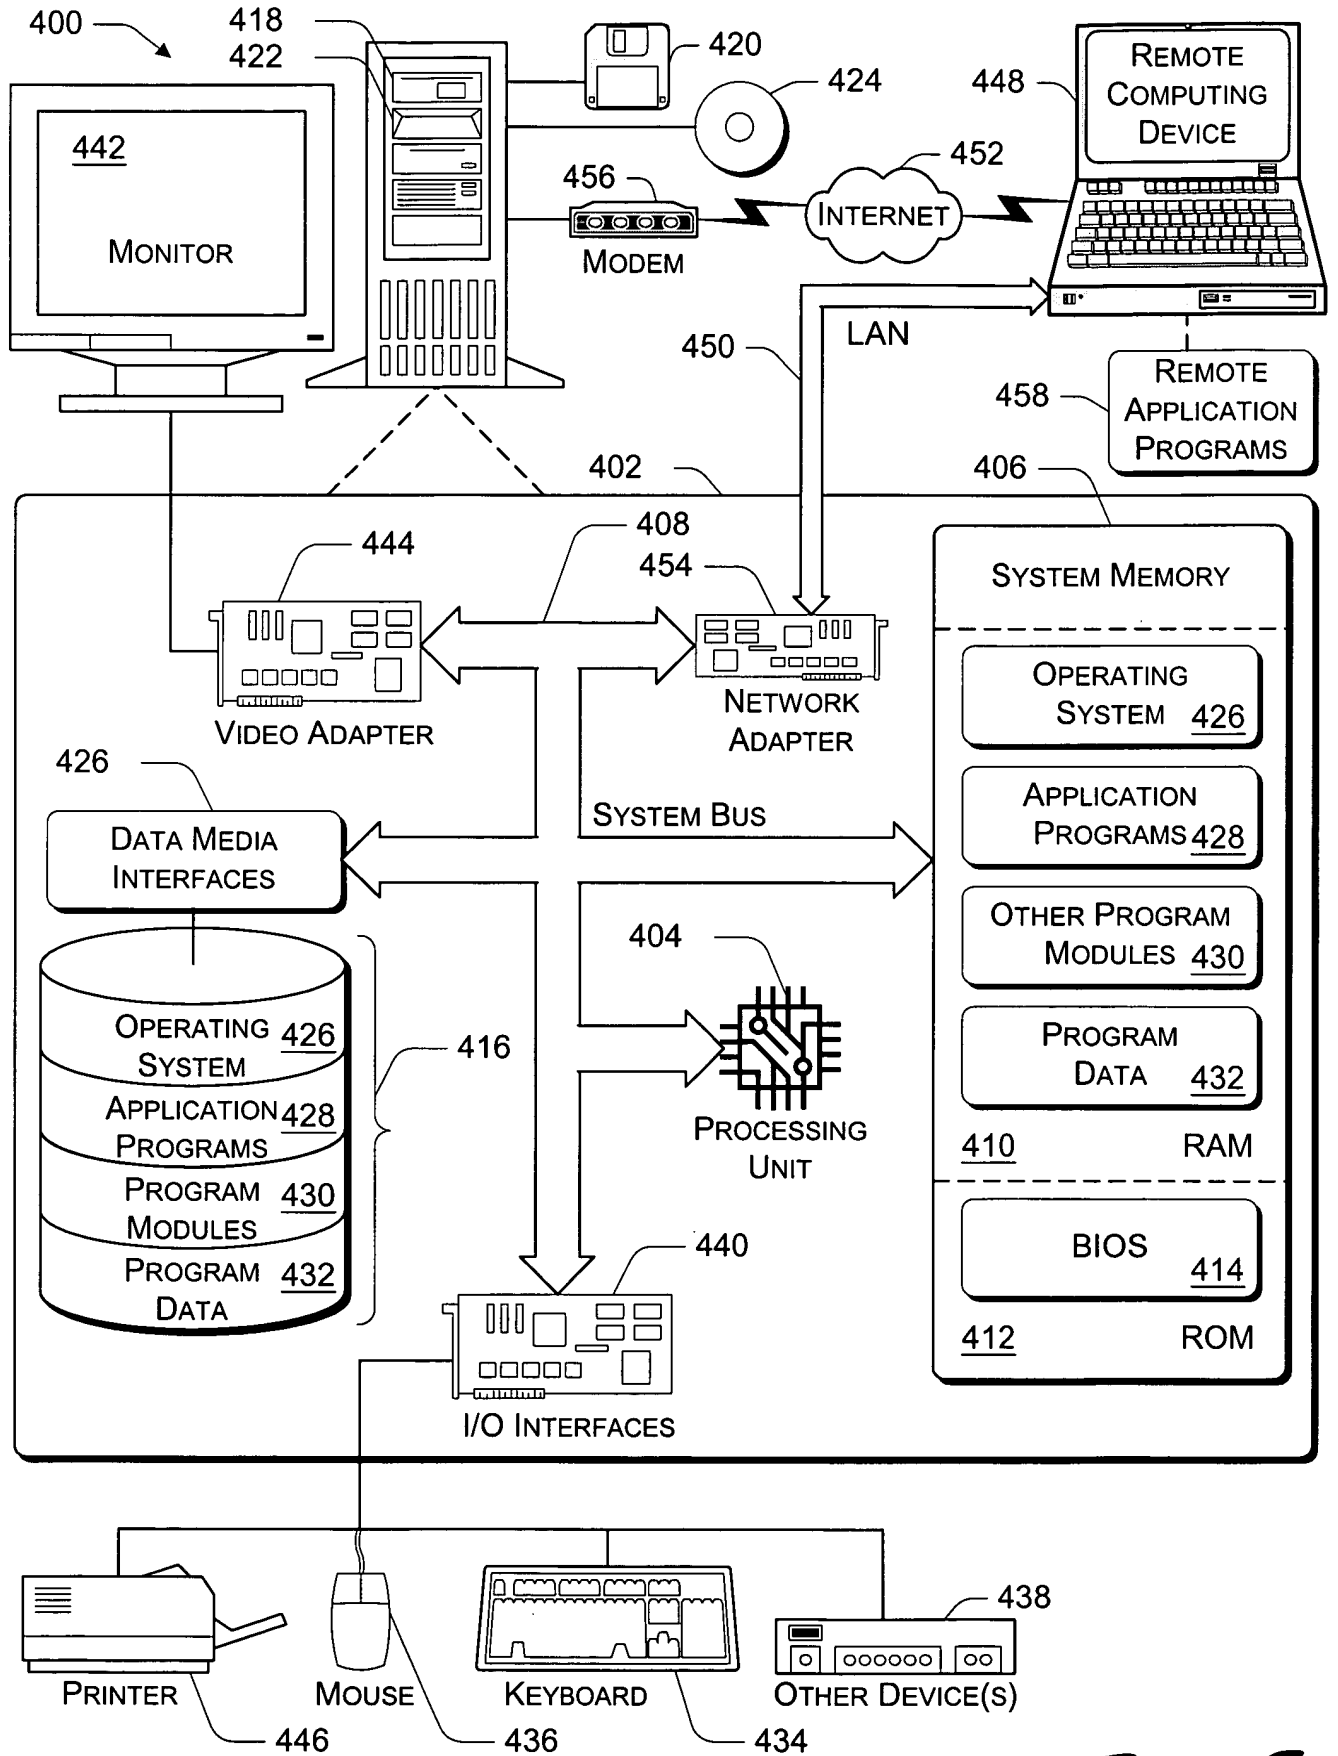 400
418
422
420
424
448
REMOTE
COMPUTING
DEVICE
442
MONITOR
456
MODEM
452
INTERNET
450
LAN
458
REMOTE
APPLICATION
PROGRAMS
402
406
444
408
454
SYSTEM MEMORY
VIDEO ADAPTER
NETWORK
ADAPTER
OPERATING
SYSTEM 426
426
DATA MEDIA
INTERFACES
SYSTEM BUS
APPLICATION
PROGRAMS 428
OTHER PROGRAM
MODULES 430
404
PROCESSING
UNIT
PROGRAM
DATA 432
410 RAM
OPERATING 426
SYSTEM
APPLICATION 428
PROGRAMS
PROGRAM 430
MODULES
PROGRAM 432
DATA
416
BIOS
414
412 ROM
440
I/O INTERFACES
PRINTER
446
MOUSE
436
KEYBOARD
434
438
OTHER DEVICE(S)